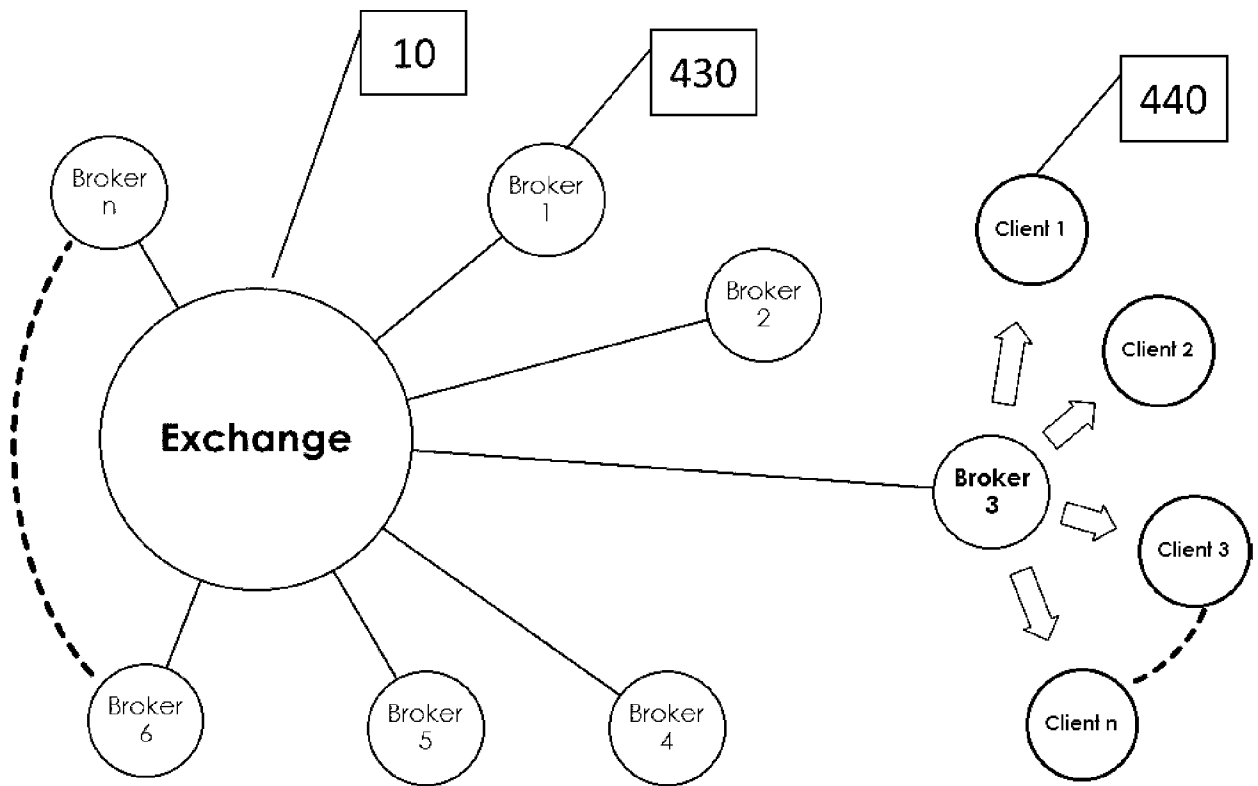 10
430
440
Broker
n
Broker
1
Client 1
Broker
2
Client 2
Exchange
Broker
3
Client 3
Broker
6
Broker
5
Broker
4
Client n